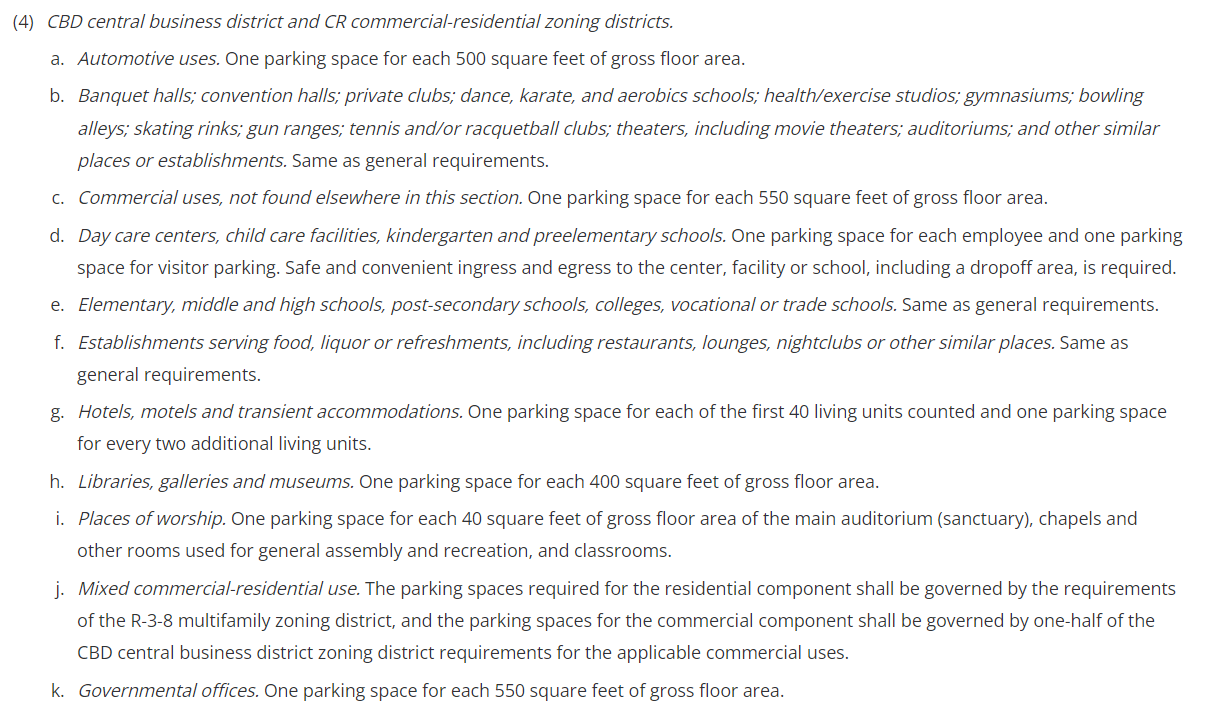 (4) CBD central business district and CR commercial-residential zoning districts.
a. Automotive uses. One parking space for each 500 square feet of gross floor area.
b. Banquet halls; convention halls; private clubs; dance, karate, and aerobics schools; health/exercise studios; gymnasiums; bowling
alleys; skating rinks; gun ranges; tennis and/or racquetball clubs; theaters, including movie theaters; auditoriums; and other similar
places or establishments. Same as general requirements.
c. Commercial uses, not found elsewhere in this section. One parking space for each 550 square feet of gross floor area.
d. Day care centers, child care facilities, kindergarten and preelementary schools. One parking space for each employee and one parking
space for visitor parking. Safe and convenient ingress and egress to the center, facility or school, including a dropoff area, is required.
e. Elementary, middle and high schools, post-secondary schools, colleges, vocational or trade schools. Same as general requirements.
f. Establishments serving food, liquor or refreshments, including restaurants, lounges, nightclubs or other similar places. Same as
general requirements.
g. Hotels, motels and transient accommodations. One parking space for each of the first 40 living units counted and one parking space
for every two additional living units.
h. Libraries, galleries and museums. One parking space for each 400 square feet of gross floor area.
i. Places of worship. One parking space for each 40 square feet of gross floor area of the main auditorium (sanctuary), chapels and
other rooms used for general assembly and recreation, and classrooms.
j. Mixed commercial-residential use. The parking spaces required for the residential component shall be governed by the requirements
of the R-3-8 multifamily zoning district, and the parking spaces for the commercial component shall be governed by one-half of the
CBD central business district zoning district requirements for the applicable commercial uses.
k. Governmental offices. One parking space for each 550 square feet of gross floor area.